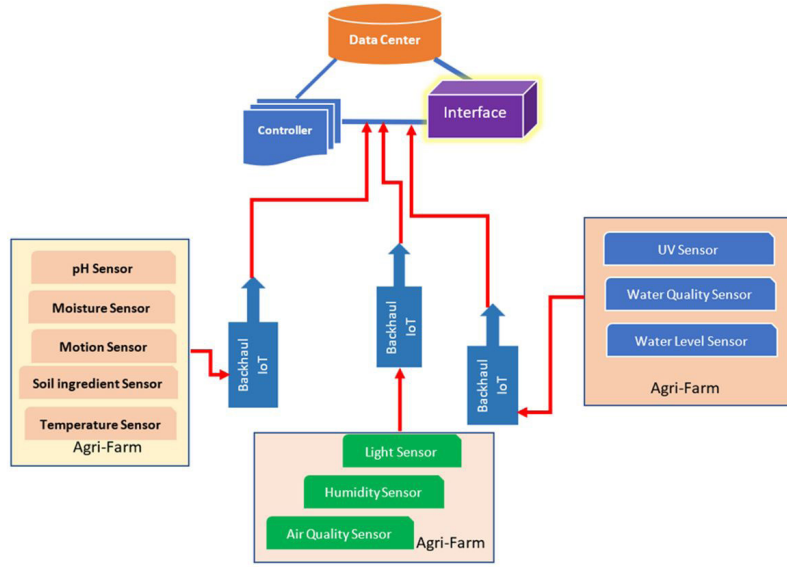 Data Center
Controller
Interface
pH Sensor
Moisture Sensor
Motion Sensor
Soil ingredient Sensor
Temperature Sensor
Agri-Farm
Backhaul
IoT
Backhaul
IoT
Backhaul
IoT
UV Sensor
Water Quality Sensor
Water Level Sensor
Agri-Farm
Light Sensor
Humidity Sensor
Air Quality Sensor
Agri-Farm